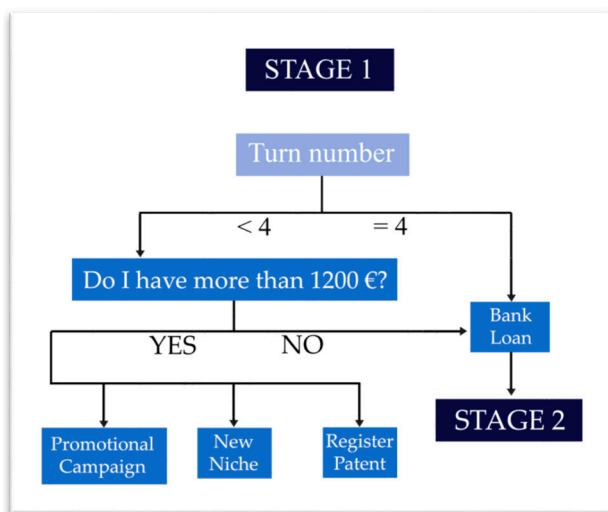 STAGE 1
Turn number
< 4
= 4
Do I have more than 1200 €?
Bank
Loan
YES
NO
STAGE 2
Promotional
Campaign
New
Niche
Register
Patent